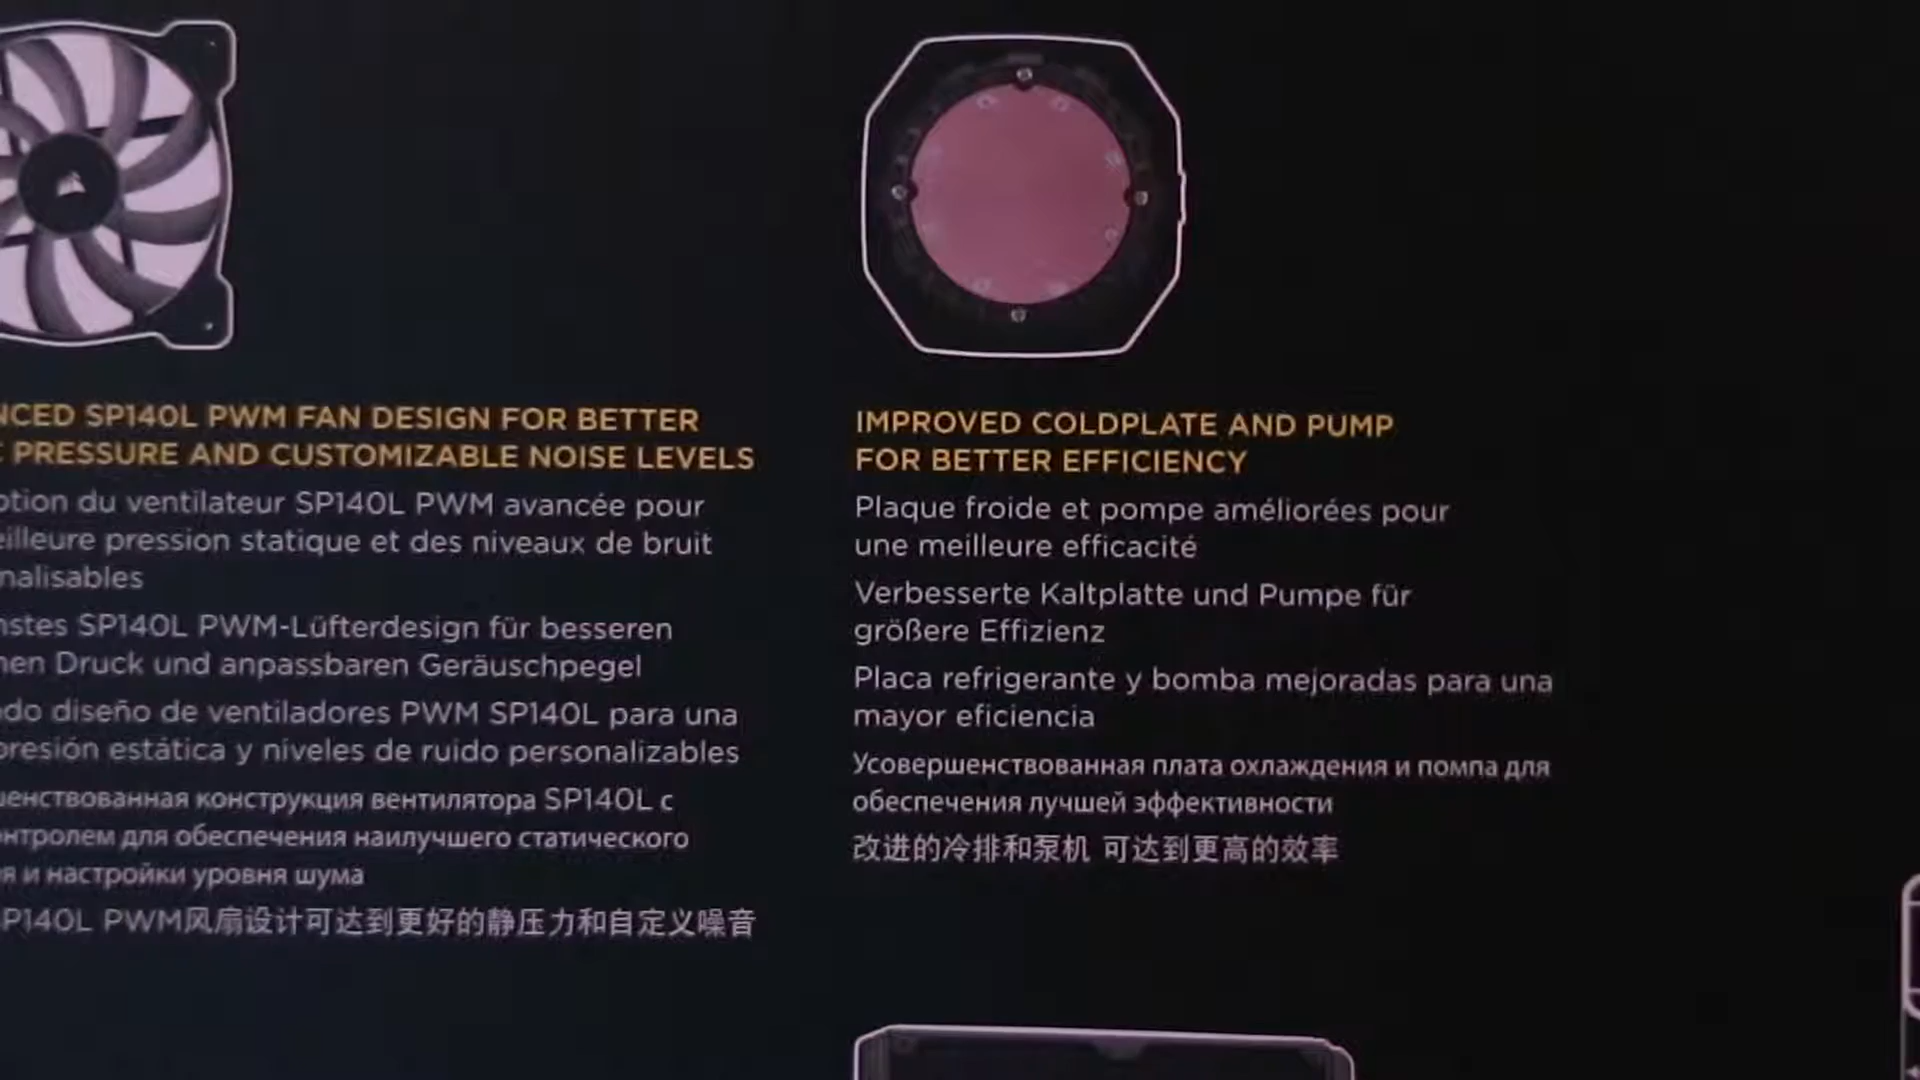 NCED SP140L PWM FAN DESIGN FOR BETTER
PRESSURE AND CUSTOMIZABLE NOISE LEVELS
ption du ventilateur SP140L PWM avancée pour
eilleure pression statique et des niveaux de bruit
nalisables
nstes SP140L PWM-Lüfterdesign für besseren
hen Druck und anpassbaren Geräuschpegel
ado diseño de ventiladores PWM SP140L para una
presión estática y niveles de ruido personalizables
шенствованная конструкция вентилятора SP140L с
онтролем для обеспечения наилучшего статического
я и настройки уровня шума
SP140L PWM风扇设计可达到更好的静压力和自定义噪音
IMPROVED COLDPLATE AND PUMP
FOR BETTER EFFICIENCY
Plaque froide et pompe améliorées pour
une meilleure efficacité
Verbesserte Kaltplatte und Pumpe für
größere Effizienz
Placa refrigerante y bomba mejoradas para una
mayor eficiencia
Усовершенствованная плата охлаждения и помпа для
обеспечения лучшей эффективности
改进的冷排和泵机 可达到更高的效率